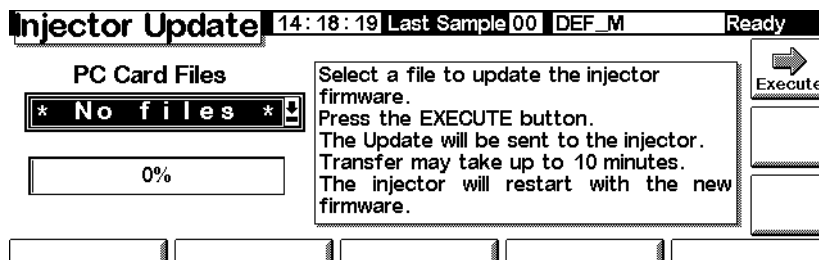 Injector Update 14:18:19 Last Sample 00 DEF_M Ready
PC Card Files
* No files *
0%
Select a file to update the injector
firmware.
Press the EXECUTE button.
The Update will be sent to the injector.
Transfer may take up to 10 minutes.
The injector will restart with the new
firmware.
Execute